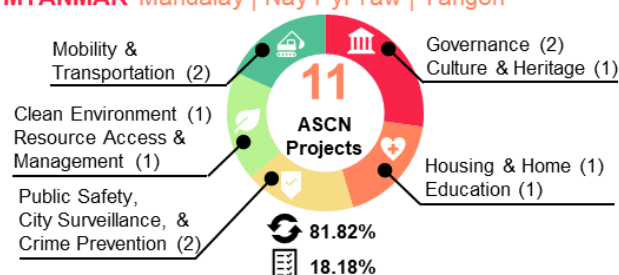 MYANMAR Mandalay | Nay Pyi Taw | Yangon
Mobility &
Transportation (2)
Governance (2)
Culture & Heritage (1)
11
ASCN
Projects
Clean Environment (1)
Resource Access &
Management (1)
Housing & Home (1)
Education (1)
Public Safety,
City Surveillance, &
Crime Prevention (2)
81.82%
18.18%